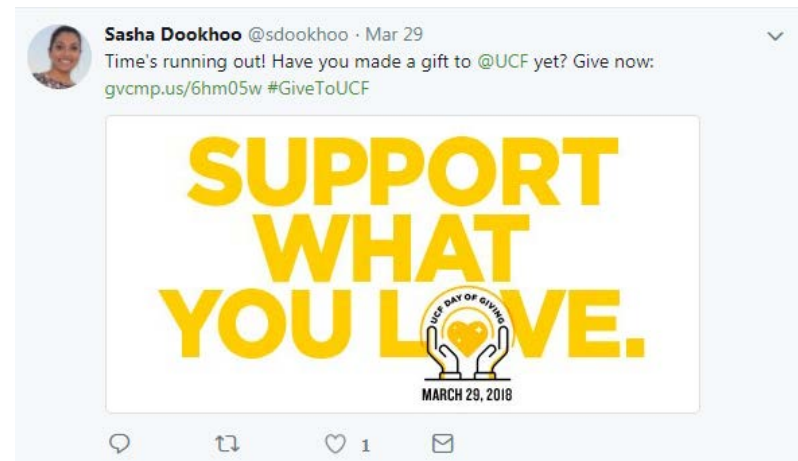 Sasha Dookhoo @sdookhoo · Mar 29
Time's running out! Have you made a gift to @UCF yet? Give now:
gvcmp.us/6hm05w #GiveToUCF
SUPPORT
WHAT
YOU LOVE.
UCF DAY OF GIVING
MARCH 29, 2018
1